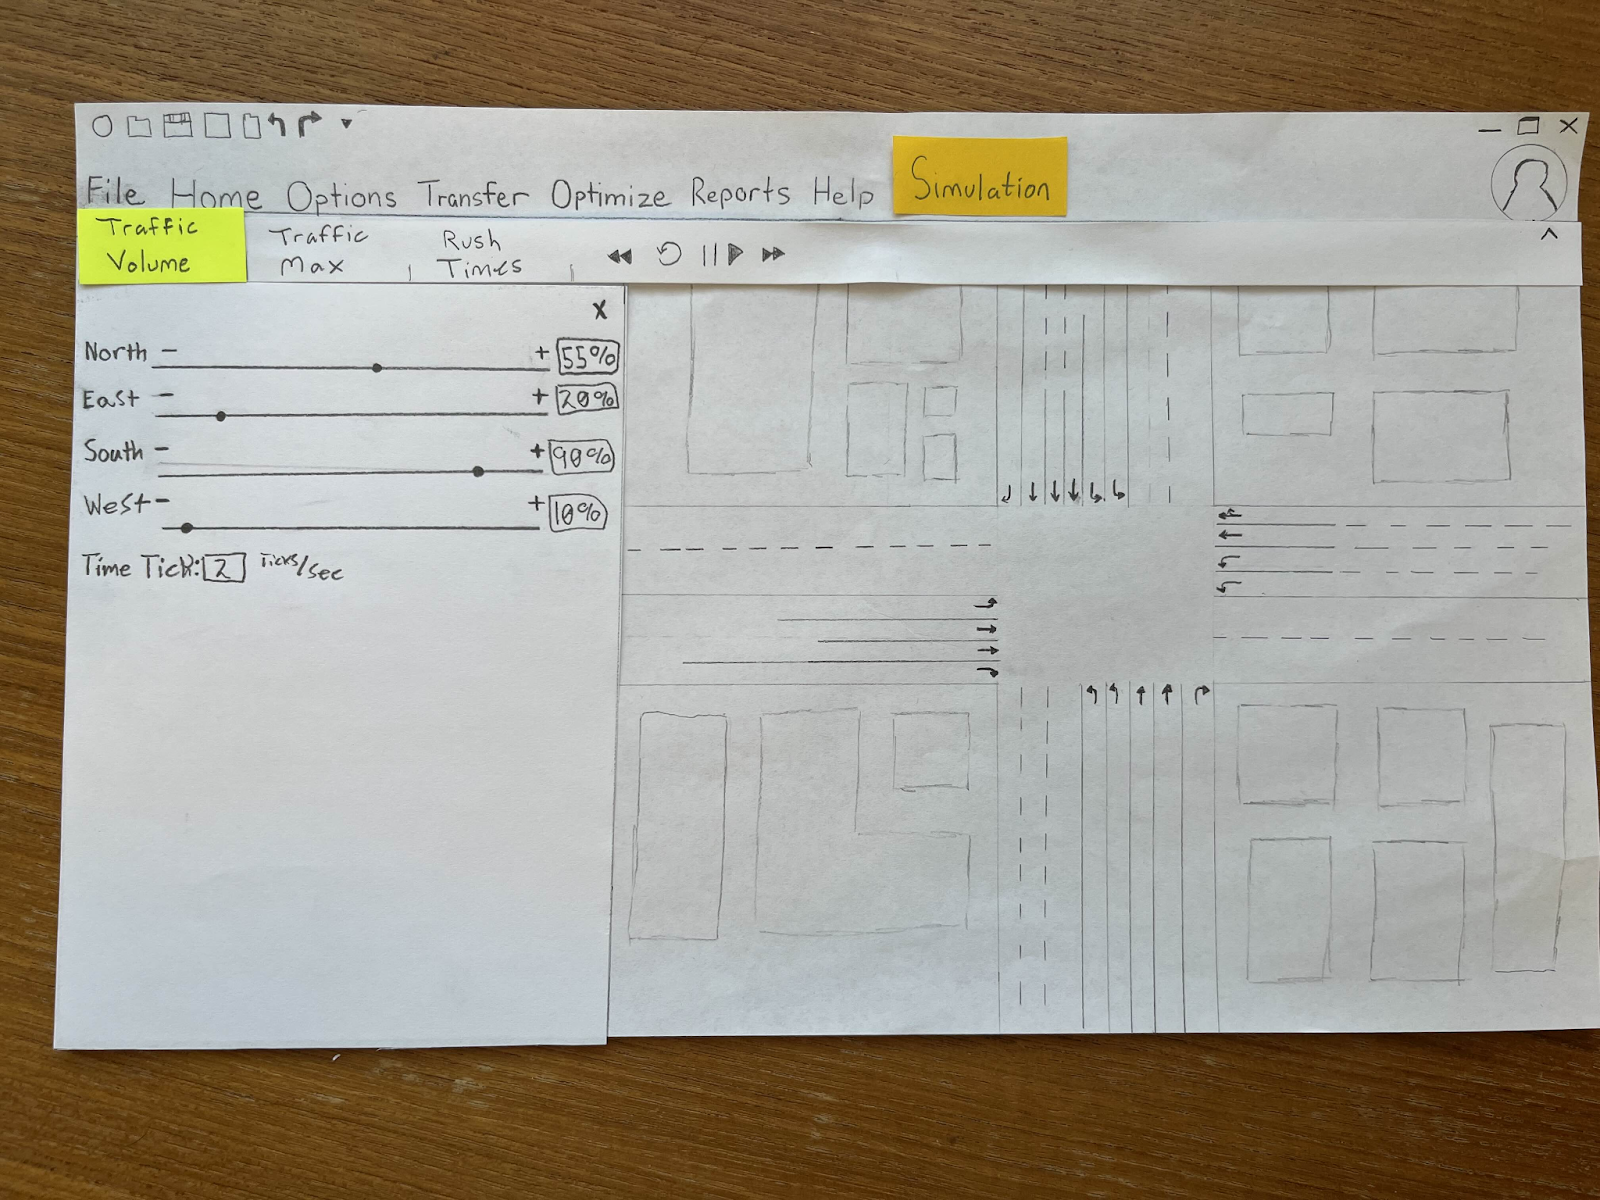 File Home Options Transfer Optimize Reports Help Simulation
Traffic
Volume
Traffic
Max
Rush
Times
X
North - + 55%
East - + 20%
South - + 90%
West - + 10%
Time Tick: 2 Ticks/sec